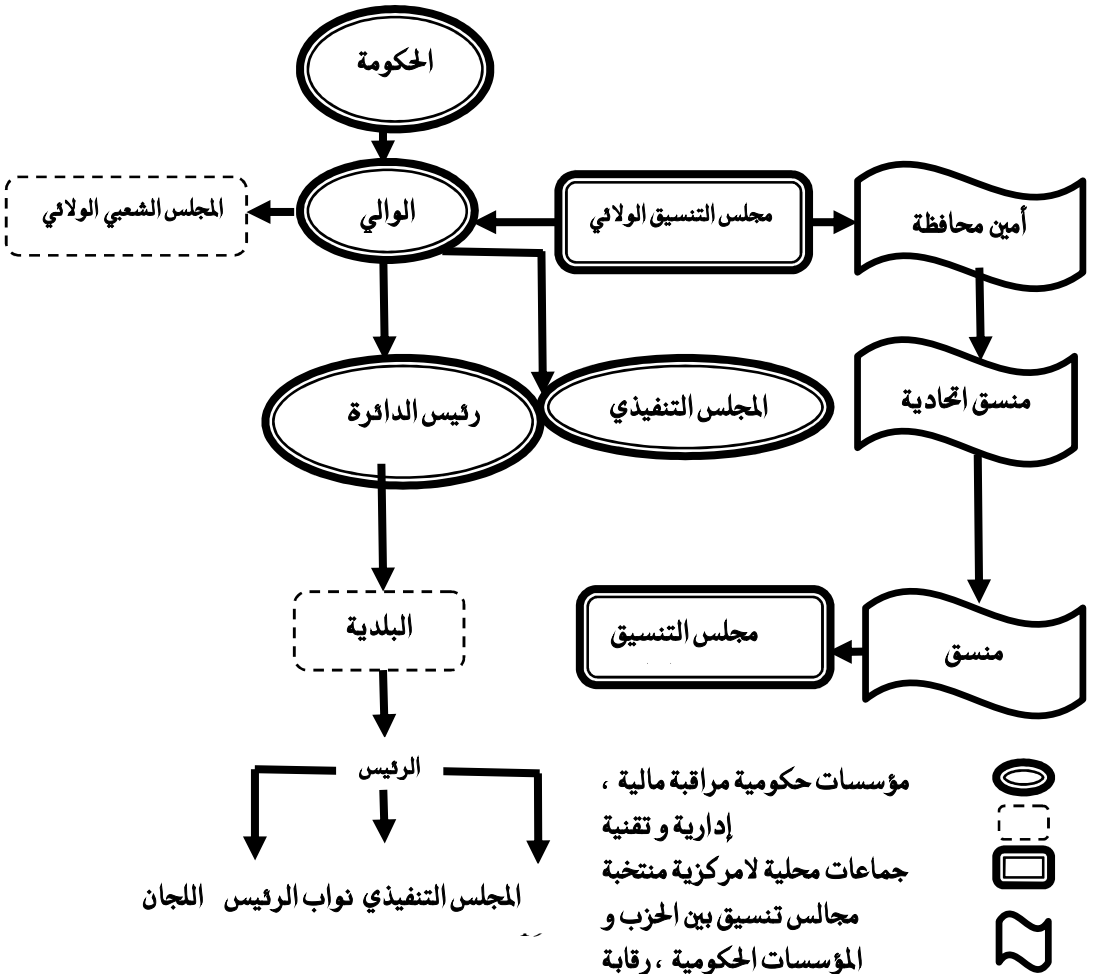 الحكومة
أمين محافظة
مجلس التنسيق الولائي
الوالي
المجلس الشعبي الولائي
منسق اتحادية
المجلس التنفيذي
رئيس الدائرة
منسق
مجلس التنسيق
البلدية
الرئيس
المجلس التنفيذي نواب الرئيس اللجان
مؤسسات حكومية مراقبة مالية ،
إدارية و تقنية
جماعات محلية لامركزية منتخبة
مجالس تنسيق بين الحزب و
المؤسسات الحكومية ، رقابة